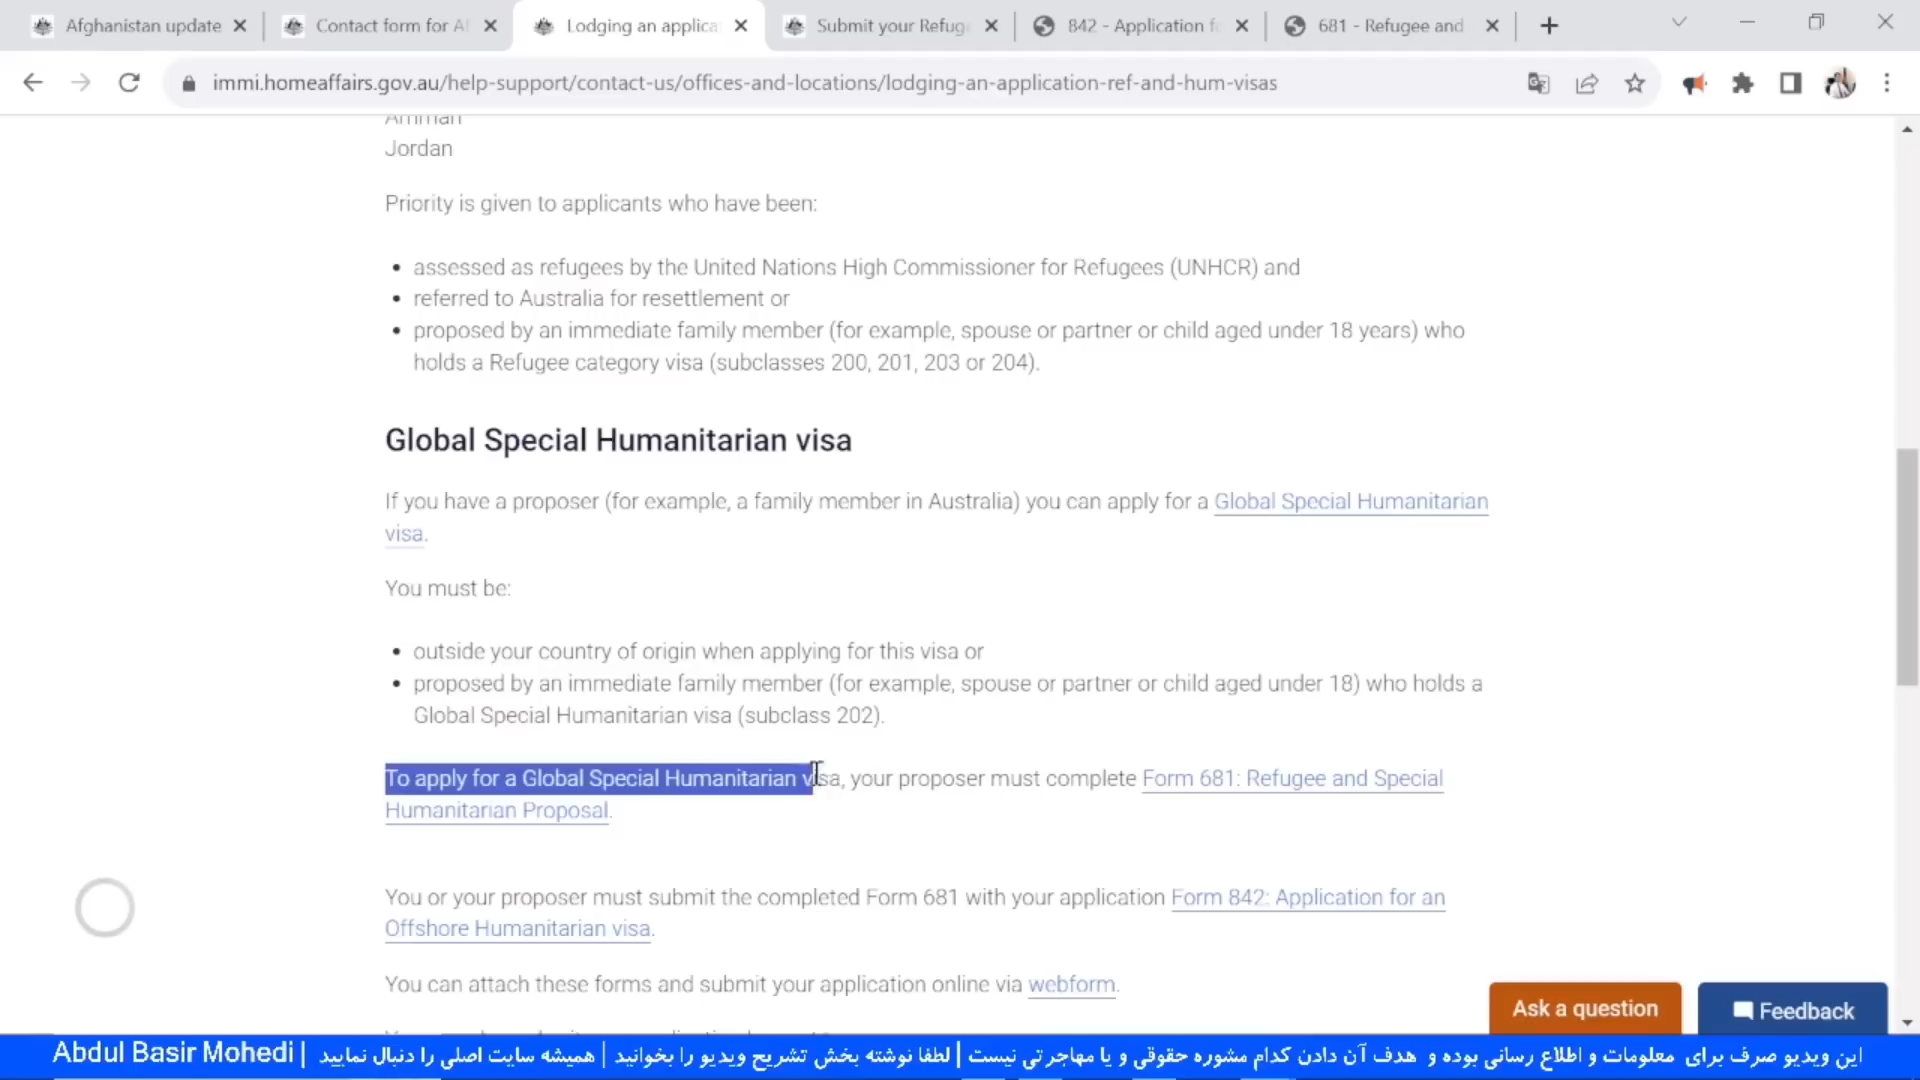 Afghanistan update
Contact form for Af
Lodging an applica
Submit your Refuge
842 - Application fo
681 - Refugee and
immi.homeaffairs.gov.au/help-support/contact-us/offices-and-locations/lodging-an-application-ref-and-hum-visas
Amman
Jordan
Priority is given to applicants who have been:
• assessed as refugees by the United Nations High Commissioner for Refugees (UNHCR) and
• referred to Australia for resettlement or
• proposed by an immediate family member (for example, spouse or partner or child aged under 18 years) who
holds a Refugee category visa (subclasses 200, 201, 203 or 204).
Global Special Humanitarian visa
If you have a proposer (for example, a family member in Australia) you can apply for a Global Special Humanitarian
visa.
You must be:
• outside your country of origin when applying for this visa or
• proposed by an immediate family member (for example, spouse or partner or child aged under 18) who holds a
Global Special Humanitarian visa (subclass 202).
To apply for a Global Special Humanitarian visa, your proposer must complete Form 681: Refugee and Special
Humanitarian Proposal.
You or your proposer must submit the completed Form 681 with your application Form 842: Application for an
Offshore Humanitarian visa.
You can attach these forms and submit your application online via webform.
Ask a question
Feedback
این ویدیو صرف برای معلومات و اطلاع رسانی بوده و هدف آن دادن کدام مشوره حقوقی و یا مهاجرتی نیست | لطفا نوشته بخش تشریح ویدیو را بخوانید | همیشه سایت اصلی را دنبال نمایید | Abdul Basir Mohedi